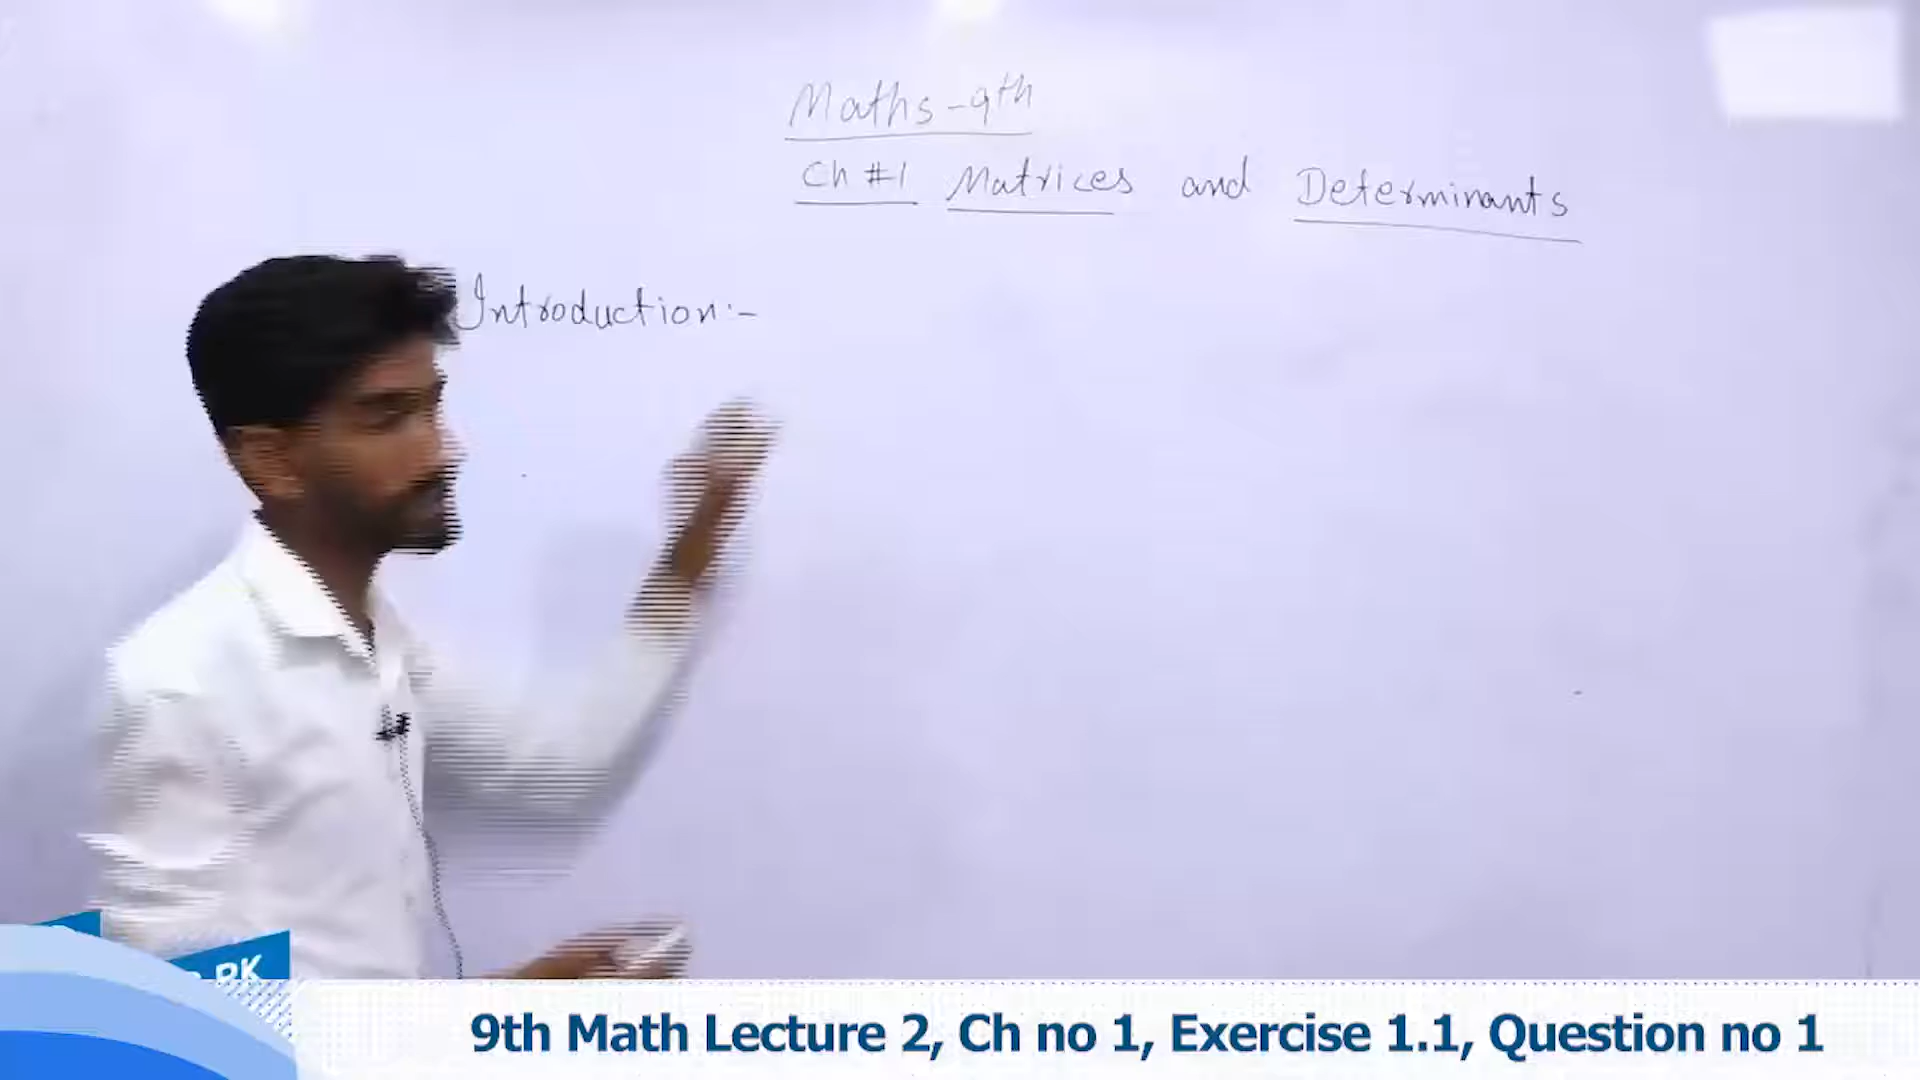 Maths-9th
Ch #1 Matrices and Determinants
Introduction:-
PK
9th Math Lecture 2, Ch no 1, Exercise 1.1, Question no 1